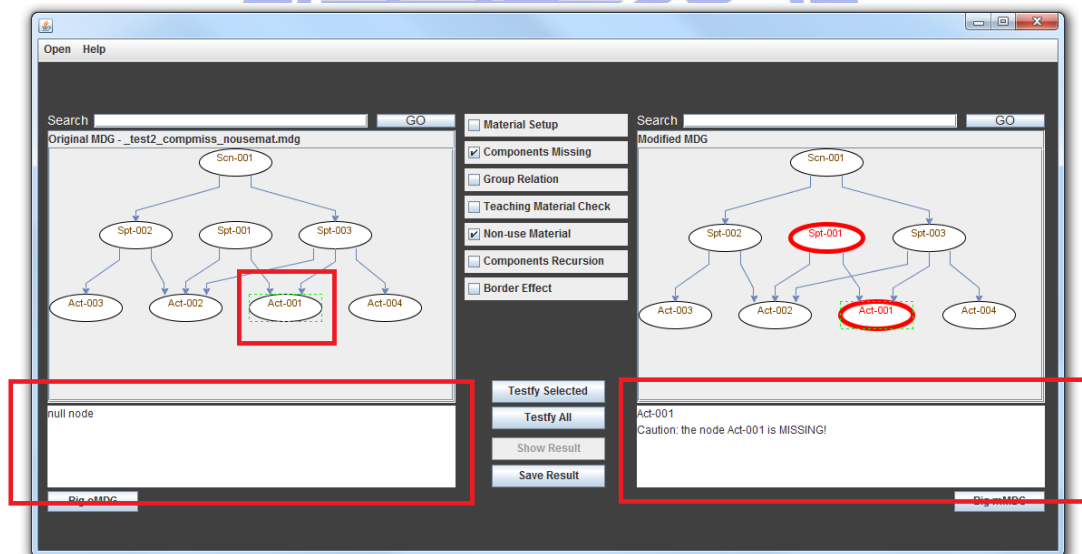 Open Help
Search GO
Original MDG - _test2_compmiss_nousemat.mdg
Scn-001
Spt-002 Spt-001 Spt-003
Act-003 Act-002 Act-001 Act-004
null node
Big oMDG
Material Setup
Components Missing
Group Relation
Teaching Material Check
Non-use Material
Components Recursion
Border Effect
Testfy Selected
Testfy All
Show Result
Save Result
Search GO
Modified MDG
Scn-001
Spt-002 Spt-001 Spt-003
Act-003 Act-002 Act-001 Act-004
Act-001
Caution: the node Act-001 is MISSING!
Big mMDG